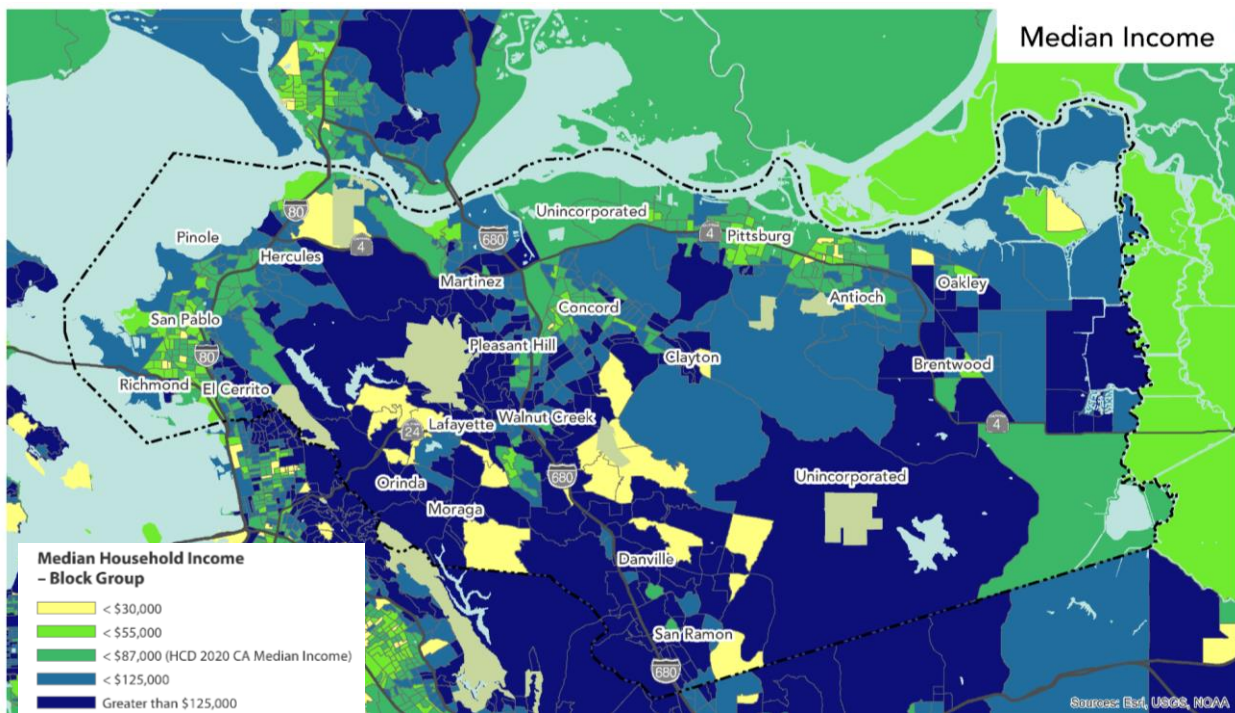 Median Income
Unincorporated
80
680
4
Pittsburg
Pinole
Hercules
4
Martinez
Oakley
Antioch
San Pablo
Concord
80
Pleasant Hill
Clayton
Brentwood
Richmond
El Cerrito
Lafayette
Walnut Creek
4
24
680
Orinda
Unincorporated
Moraga
Danville
San Ramon
680
Median Household Income
– Block Group
< $30,000
< $55,000
< $87,000 (HCD 2020 CA Median Income)
< $125,000
Greater than $125,000
Sources: Esri, USGS, NOAA